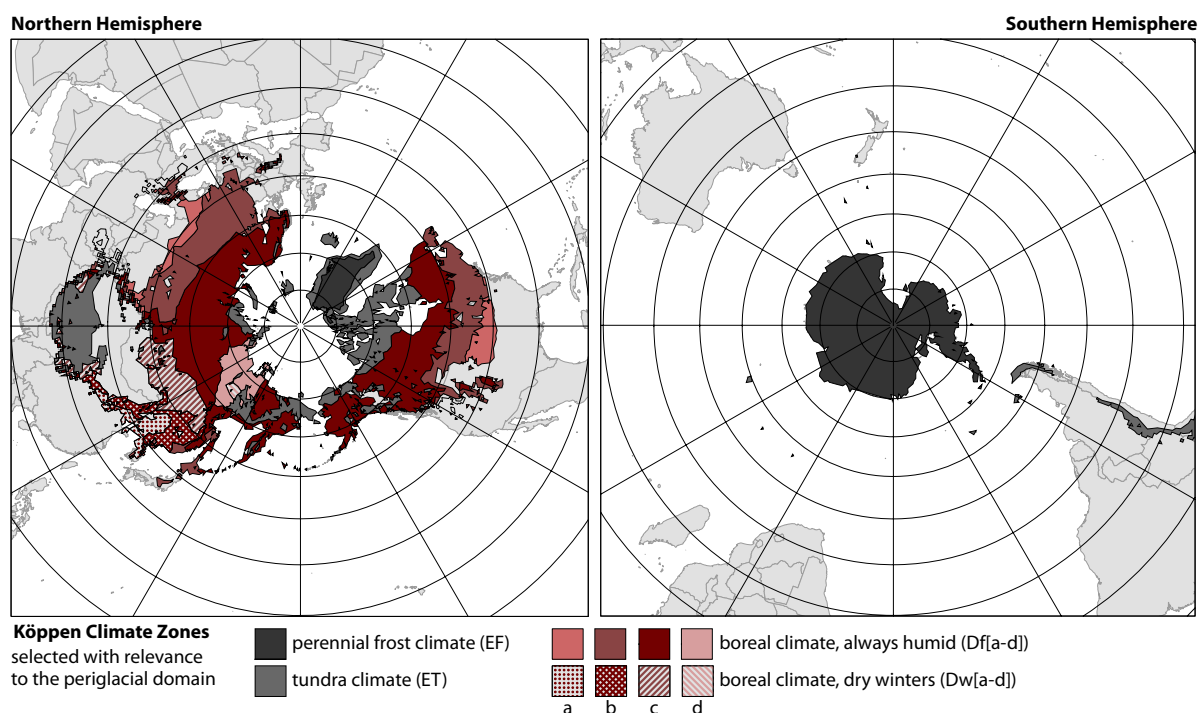 Northern Hemisphere
Southern Hemisphere
Köppen Climate Zones
selected with relevance
to the periglacial domain
perennial frost climate (EF)
tundra climate (ET)
boreal climate, always humid (Df[a-d])
boreal climate, dry winters (Dw[a-d])
a b c d